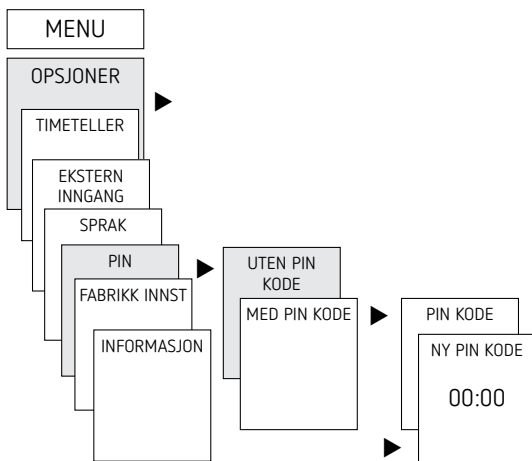 MENU
OPSJONER
TIMETELLER
EKSTERN
INNGANG
SPRAK
PIN
FABRIKK INNST
INFORMASJON
UTEN PIN
KODE
MED PIN KODE
PIN KODE
NY PIN KODE
00:00